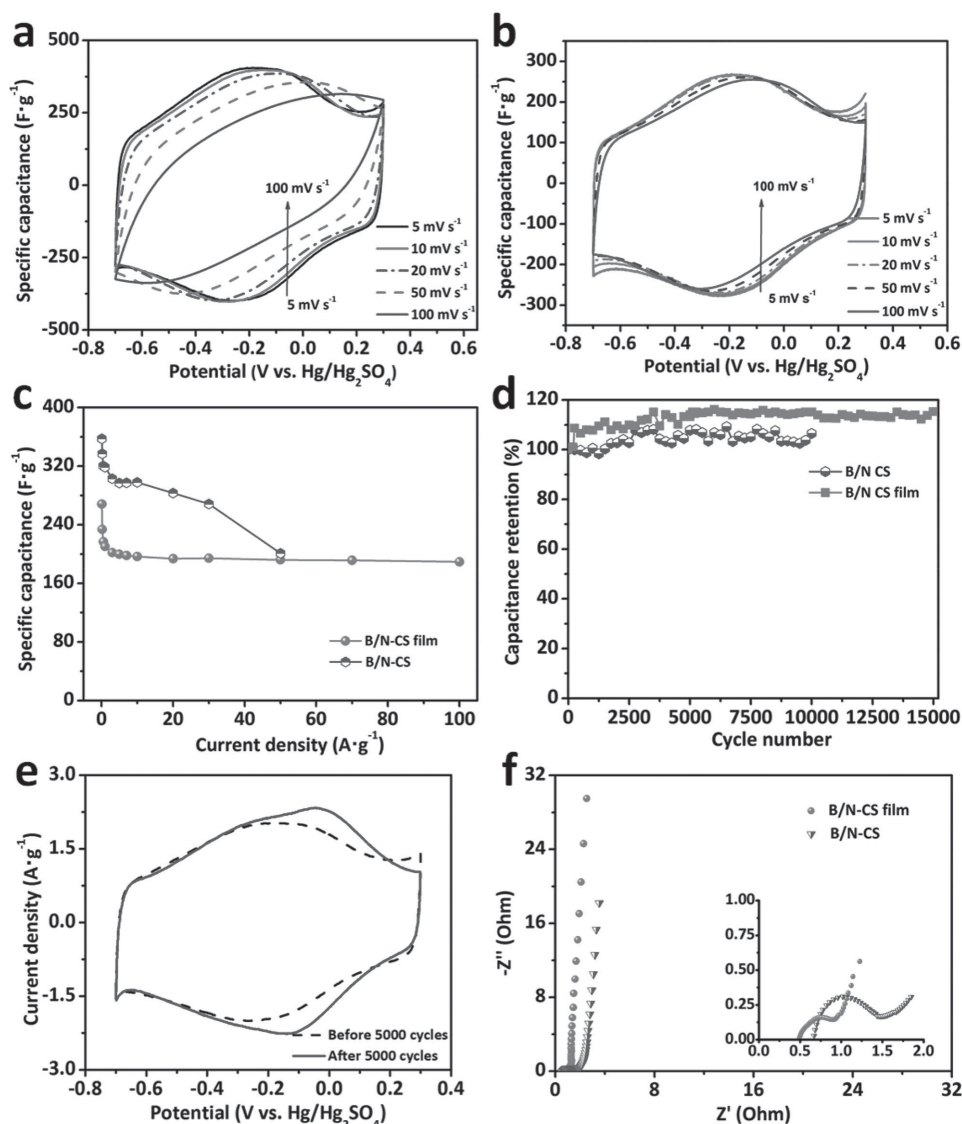 a
500
250
0
-250
-500
Specific capacitance (F·g⁻¹)
100 mV s⁻¹
5 mV s⁻¹
5 mV s⁻¹
10 mV s⁻¹
20 mV s⁻¹
50 mV s⁻¹
100 mV s⁻¹
-0.8 -0.6 -0.4 -0.2 0.0 0.2 0.4 0.6
Potential (V vs. Hg/Hg₂SO₄)
b
300
200
100
0
-100
-200
-300
Specific capacitance (F·g⁻¹)
100 mV s⁻¹
5 mV s⁻¹
5 mV s⁻¹
10 mV s⁻¹
20 mV s⁻¹
50 mV s⁻¹
100 mV s⁻¹
-0.8 -0.6 -0.4 -0.2 0.0 0.2 0.4 0.6
Potential (V vs. Hg/Hg₂SO₄)
c
400
320
240
160
80
0
Specific capacitance (F·g⁻¹)
B/N-CS film
B/N-CS
0 20 40 60 80 100
Current density (A·g⁻¹)
d
120
100
80
60
40
20
0
Capacitance retention (%)
B/N CS
B/N CS film
0 2500 5000 7500 10000 12500 15000
Cycle number
e
3.0
1.5
0.0
-1.5
-3.0
Current density (A·g⁻¹)
Before 5000 cycles
After 5000 cycles
-0.8 -0.6 -0.4 -0.2 0.0 0.2 0.4
Potential (V vs. Hg/Hg₂SO₄)
f
32
24
16
8
0
-Z'' (Ohm)
B/N-CS film
B/N-CS
1.00
0.75
0.50
0.25
0.00
0.0 0.5 1.0 1.5 2.0
0 8 16 24 32
Z' (Ohm)